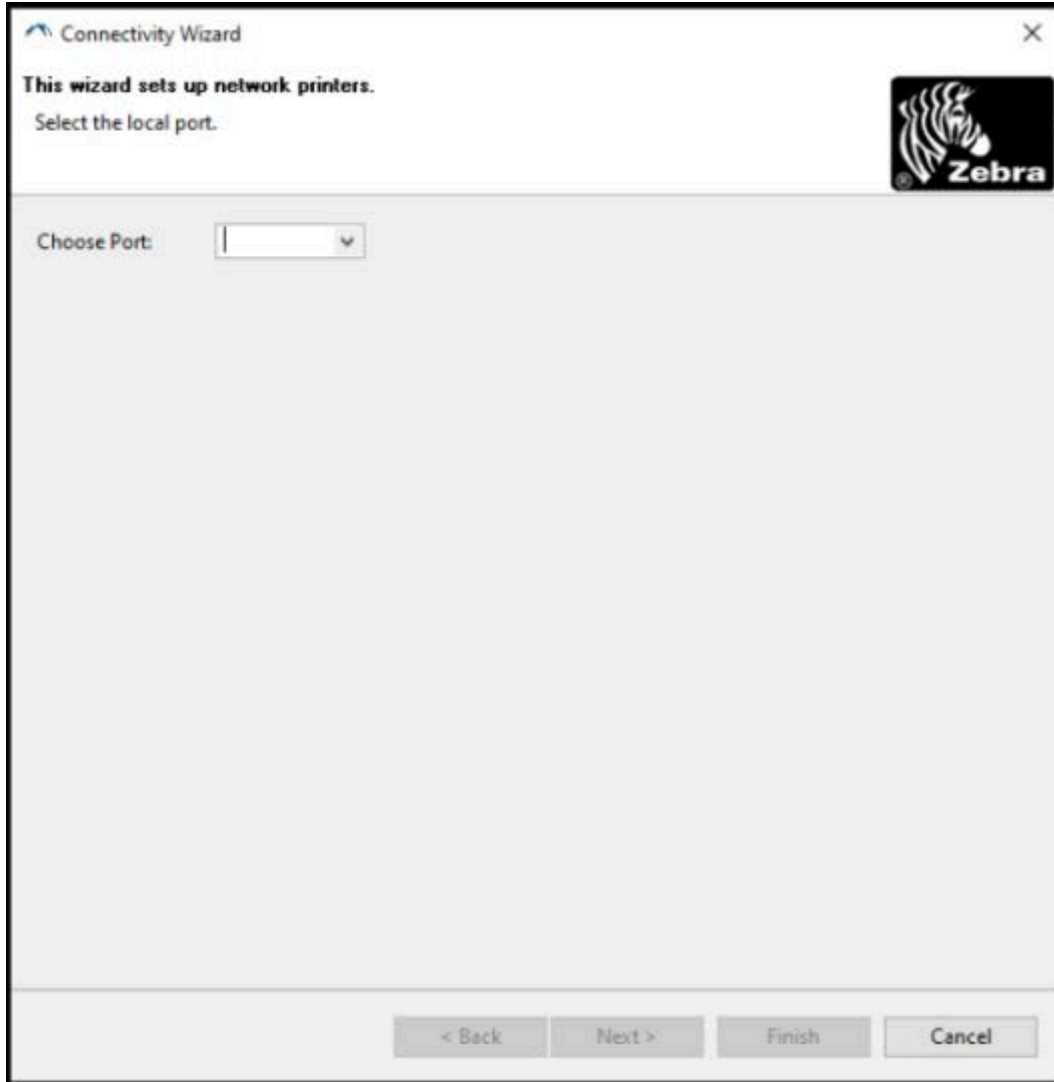 Connectivity Wizard
This wizard sets up network printers.
Select the local port.
® Zebra
Choose Port:
< Back Next > Finish Cancel